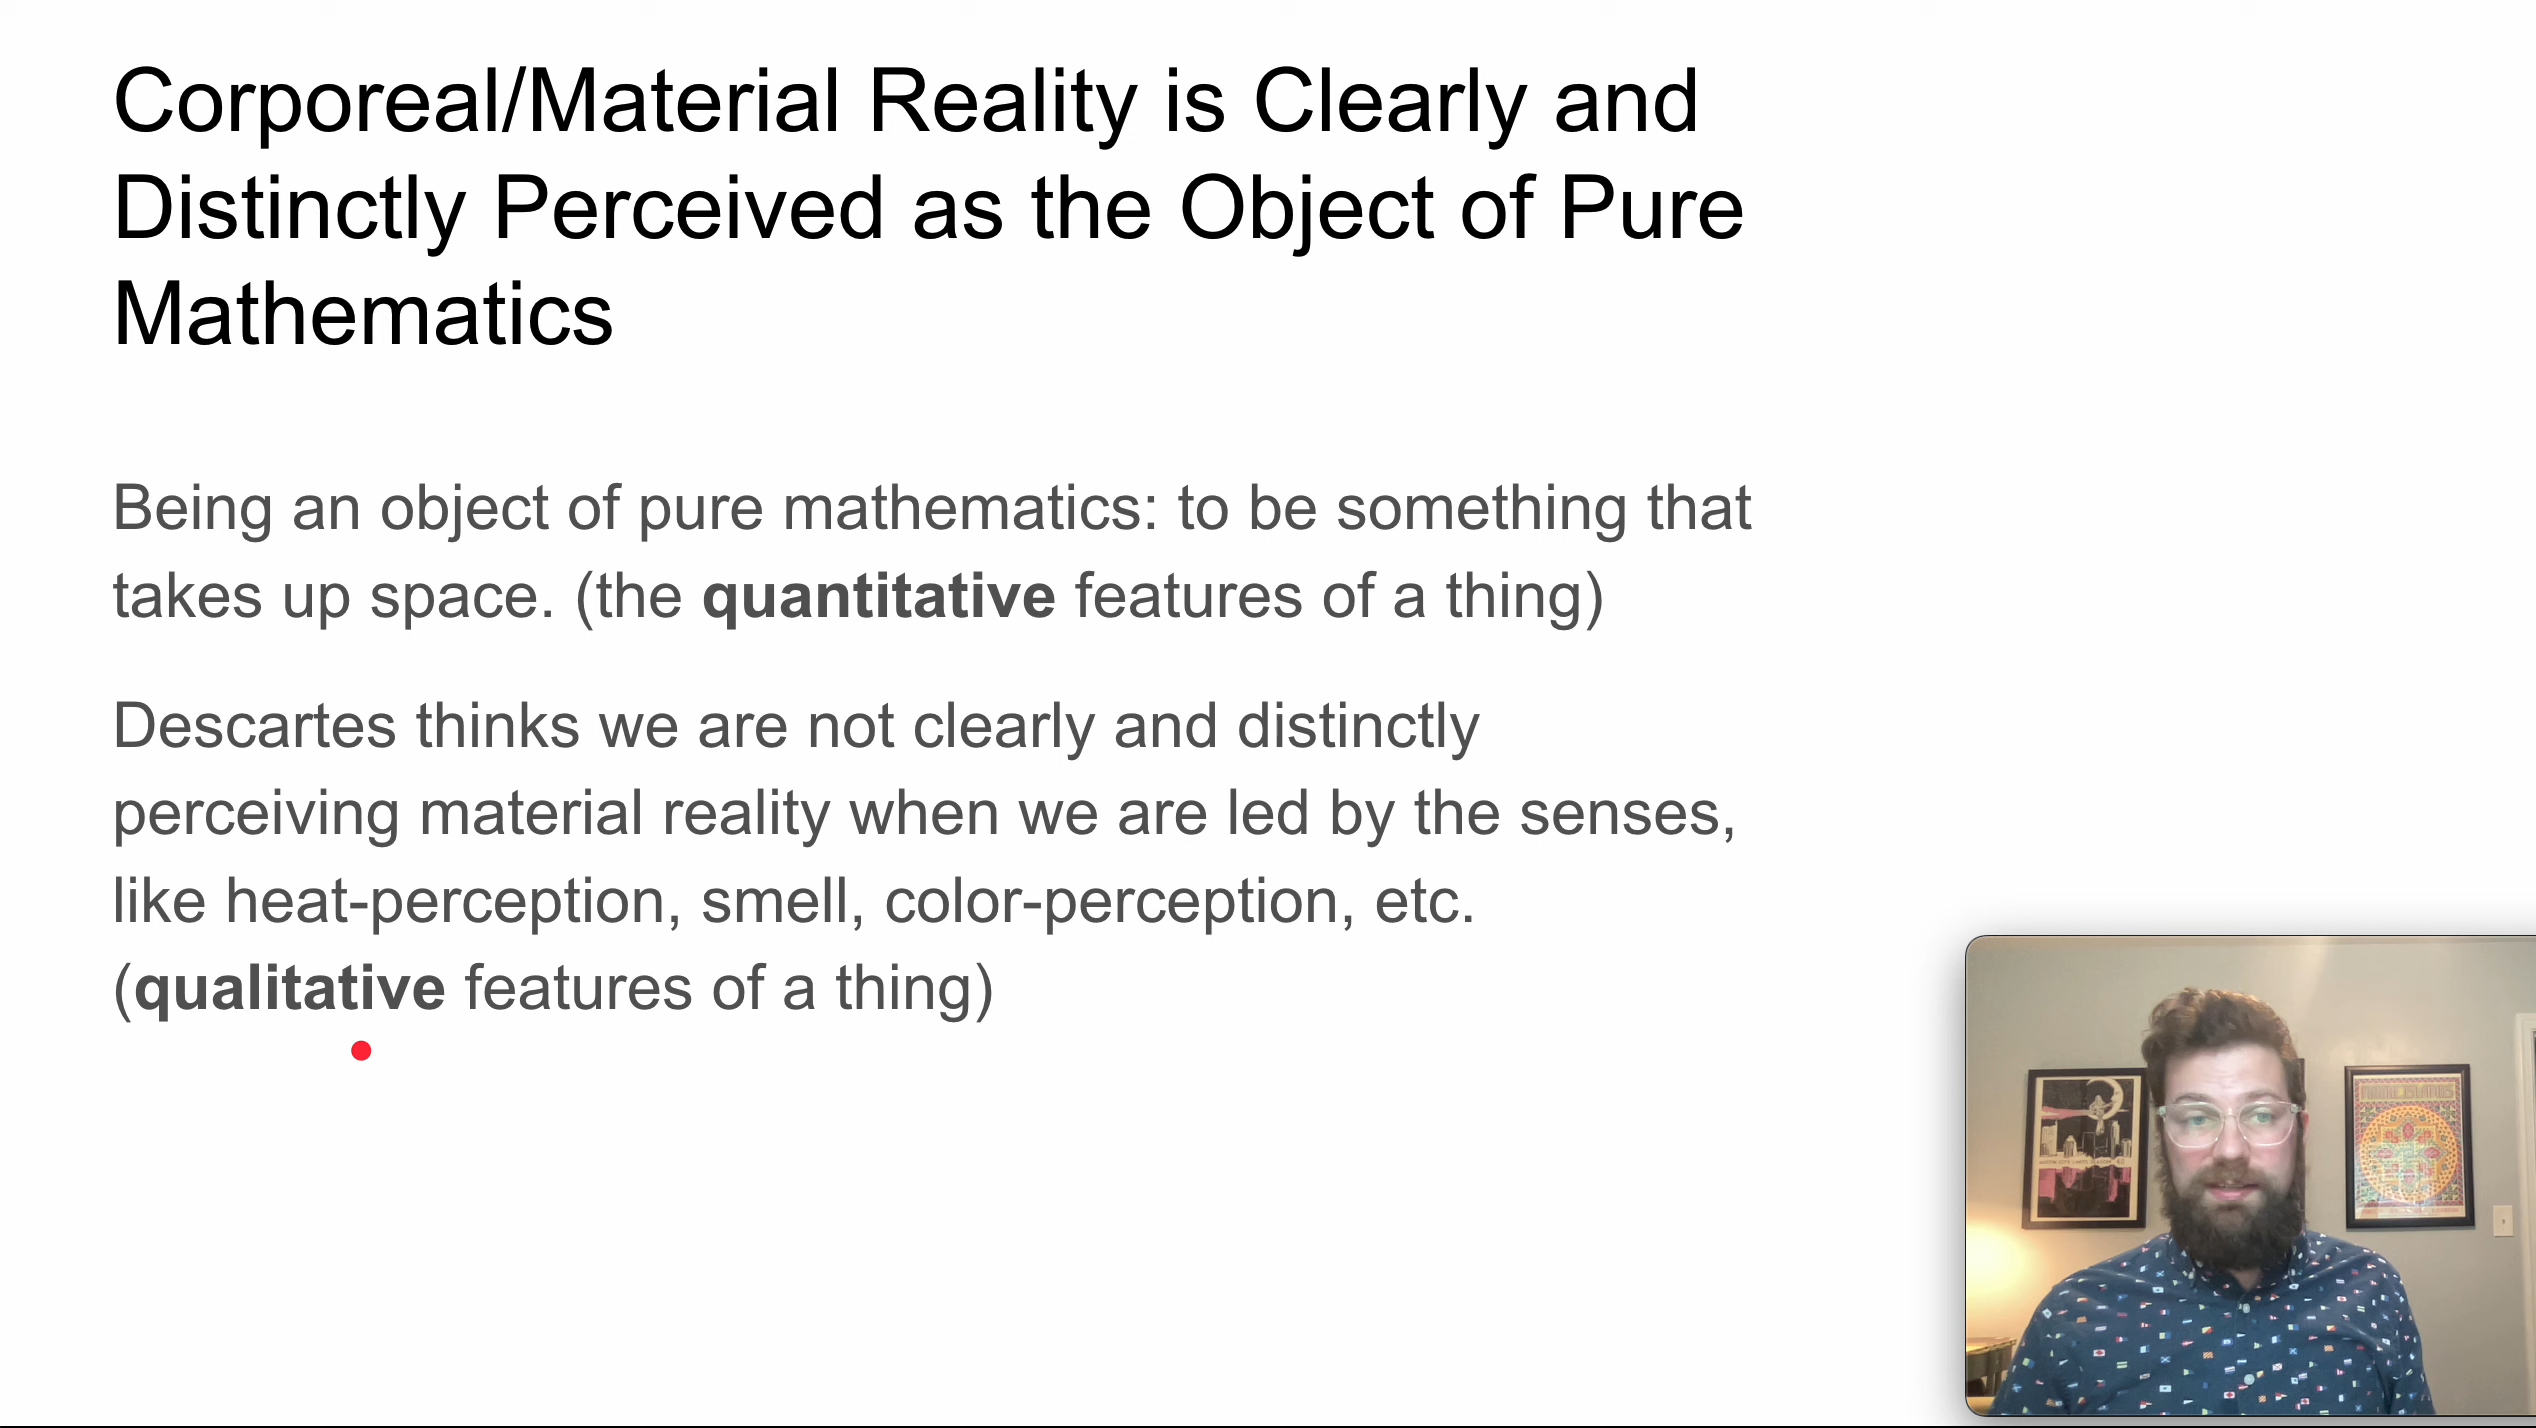 Corporeal/Material Reality is Clearly and
Distinctly Perceived as the Object of Pure
Mathematics
Being an object of pure mathematics: to be something that
takes up space. (the quantitative features of a thing)
Descartes thinks we are not clearly and distinctly
perceiving material reality when we are led by the senses,
like heat-perception, smell, color-perception, etc.
(qualitative features of a thing)